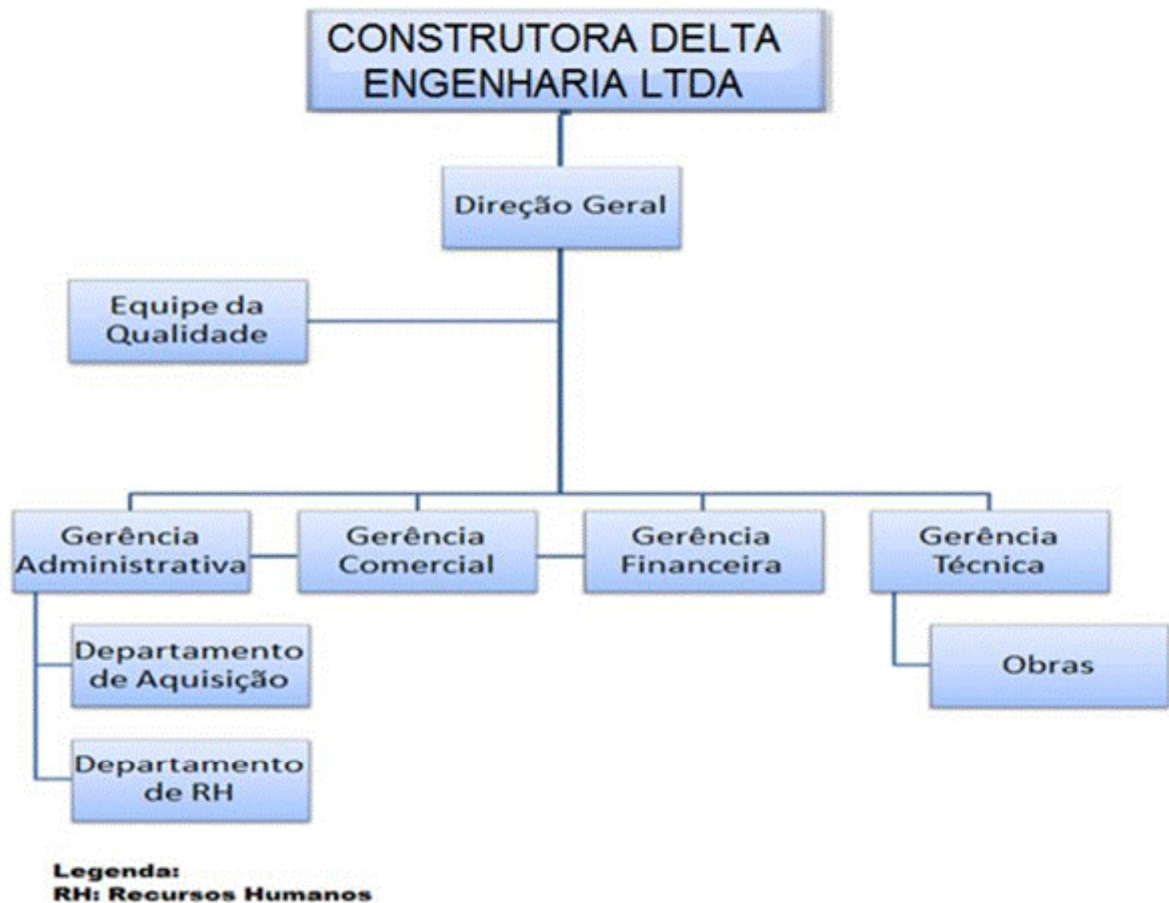 CONSTRUTORA DELTA
ENGENHARIA LTDA
Direção Geral
Equipe da
Qualidade
Gerência
Administrativa
Gerência
Comercial
Gerência
Financeira
Gerência
Técnica
Departamento
de Aquisição
Obras
Departamento
de RH
Legenda:
RH: Recursos Humanos